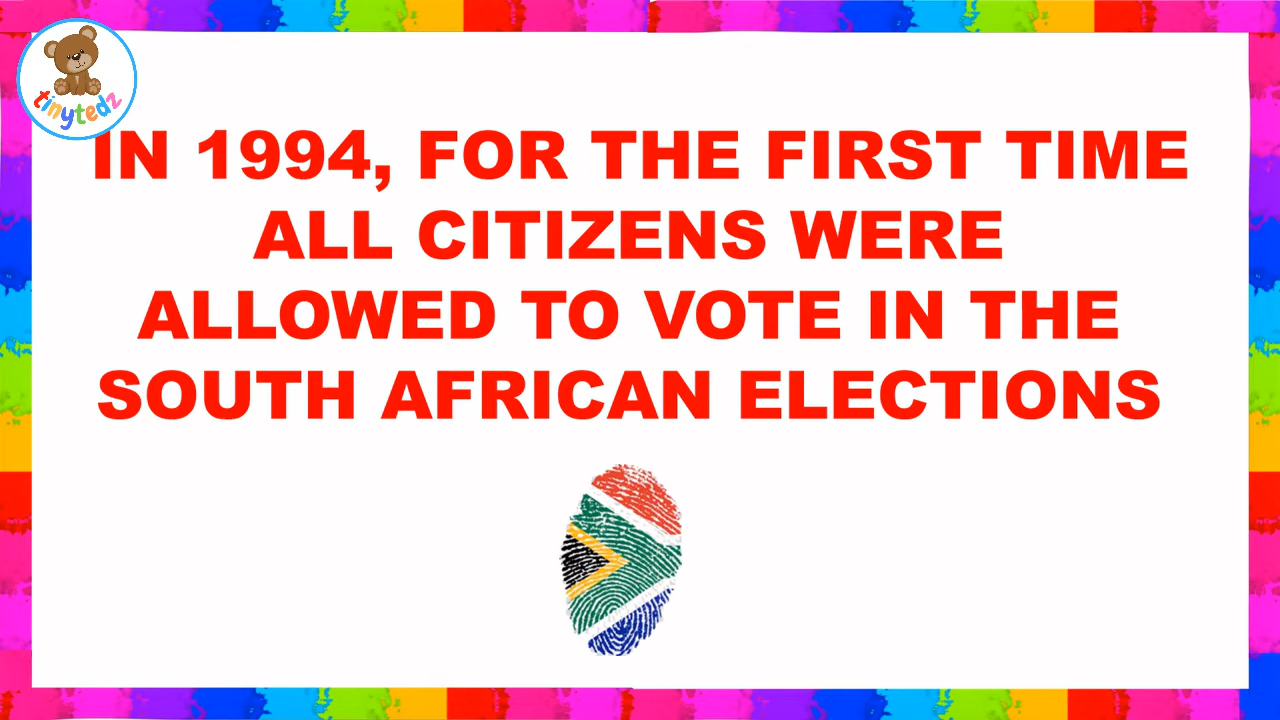 tinytedz
IN 1994, FOR THE FIRST TIME
ALL CITIZENS WERE
ALLOWED TO VOTE IN THE
SOUTH AFRICAN ELECTIONS